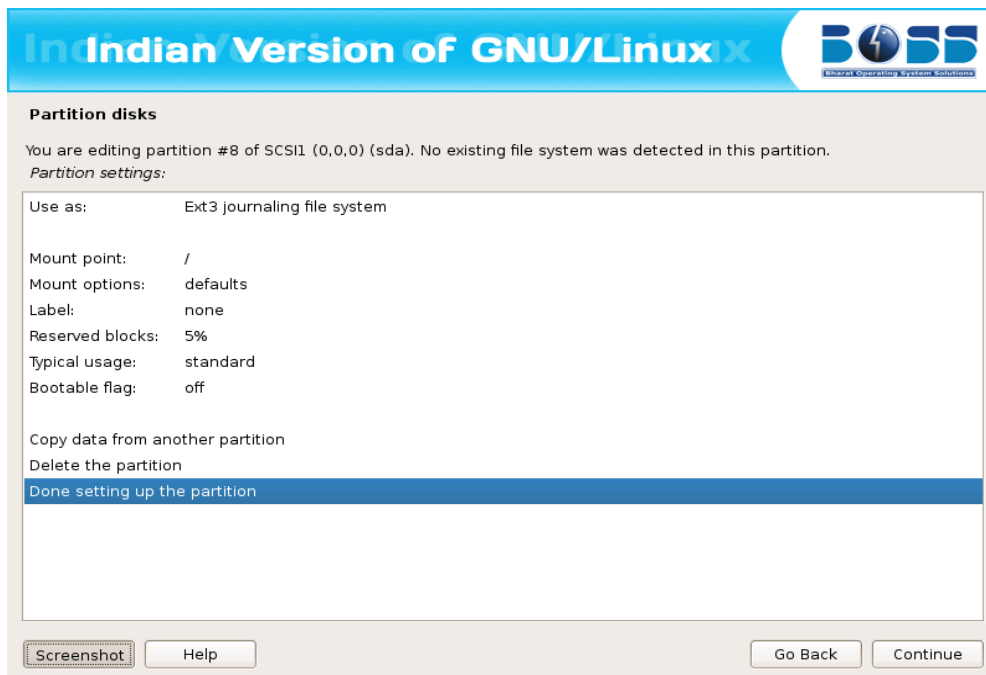 Indian Version of GNU/Linux
BOSS
Bharat Operating System Solutions
Partition disks
You are editing partition #8 of SCSI1 (0,0,0) (sda). No existing file system was detected in this partition.
Partition settings:
Use as: Ext3 journaling file system
Mount point: /
Mount options: defaults
Label: none
Reserved blocks: 5%
Typical usage: standard
Bootable flag: off
Copy data from another partition
Delete the partition
Done setting up the partition
Screenshot Help Go Back Continue